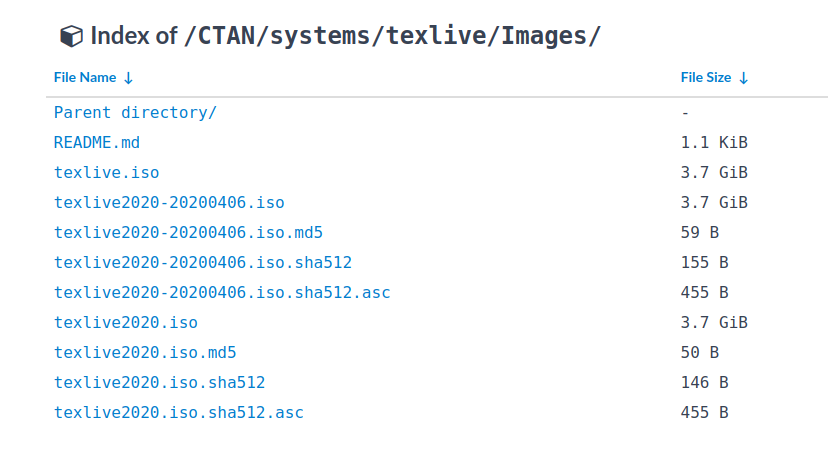 Index of /CTAN/systems/texlive/Images/
File Name ↓ File Size ↓
Parent directory/ -
README.md 1.1 KiB
texlive.iso 3.7 GiB
texlive2020-20200406.iso 3.7 GiB
texlive2020-20200406.iso.md5 59 B
texlive2020-20200406.iso.sha512 155 B
texlive2020-20200406.iso.sha512.asc 455 B
texlive2020.iso 3.7 GiB
texlive2020.iso.md5 50 B
texlive2020.iso.sha512 146 B
texlive2020.iso.sha512.asc 455 B